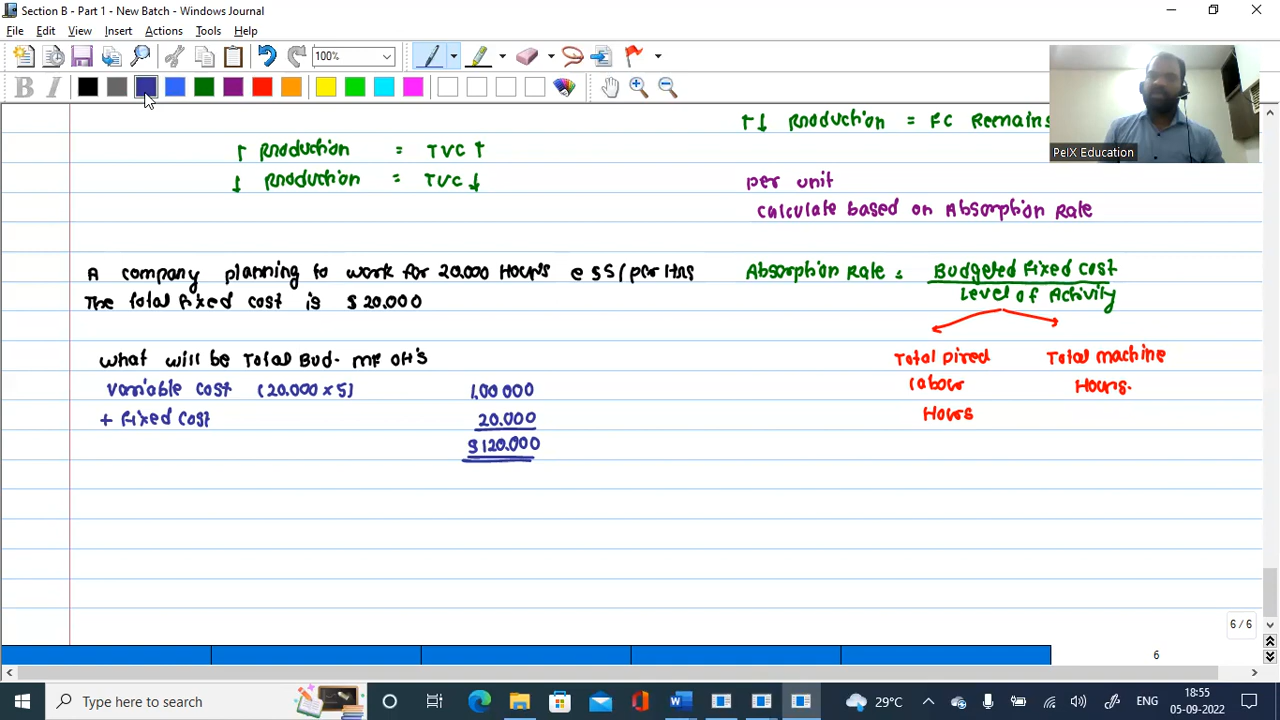 Section B - Part 1 - New Batch - Windows Journal
File Edit View Insert Actions Tools Help
100%
B I
PelX Education
↑ Production = TVC ↑
↓ Production = TVC ↓
↑↓ Production = FC Remains
per unit
calculate based on Absorption Rate
A company planning to work for 20.000 Hours @ $5/per Hrs
The Total Fixed cost is $ 20.000
Absorption Rate = Budgeted Fixed Cost
Level of Activity
What will be Total Bud- MF OH's
Variable cost (20.000 x 5) 1,00 000
+ Fixed Cost 20.000
$ 120.000
Total Dired
labour
Hours
Total machine
Hours.
6 / 6
6
Type here to search
29°C
ENG
18:55
05-09-2022